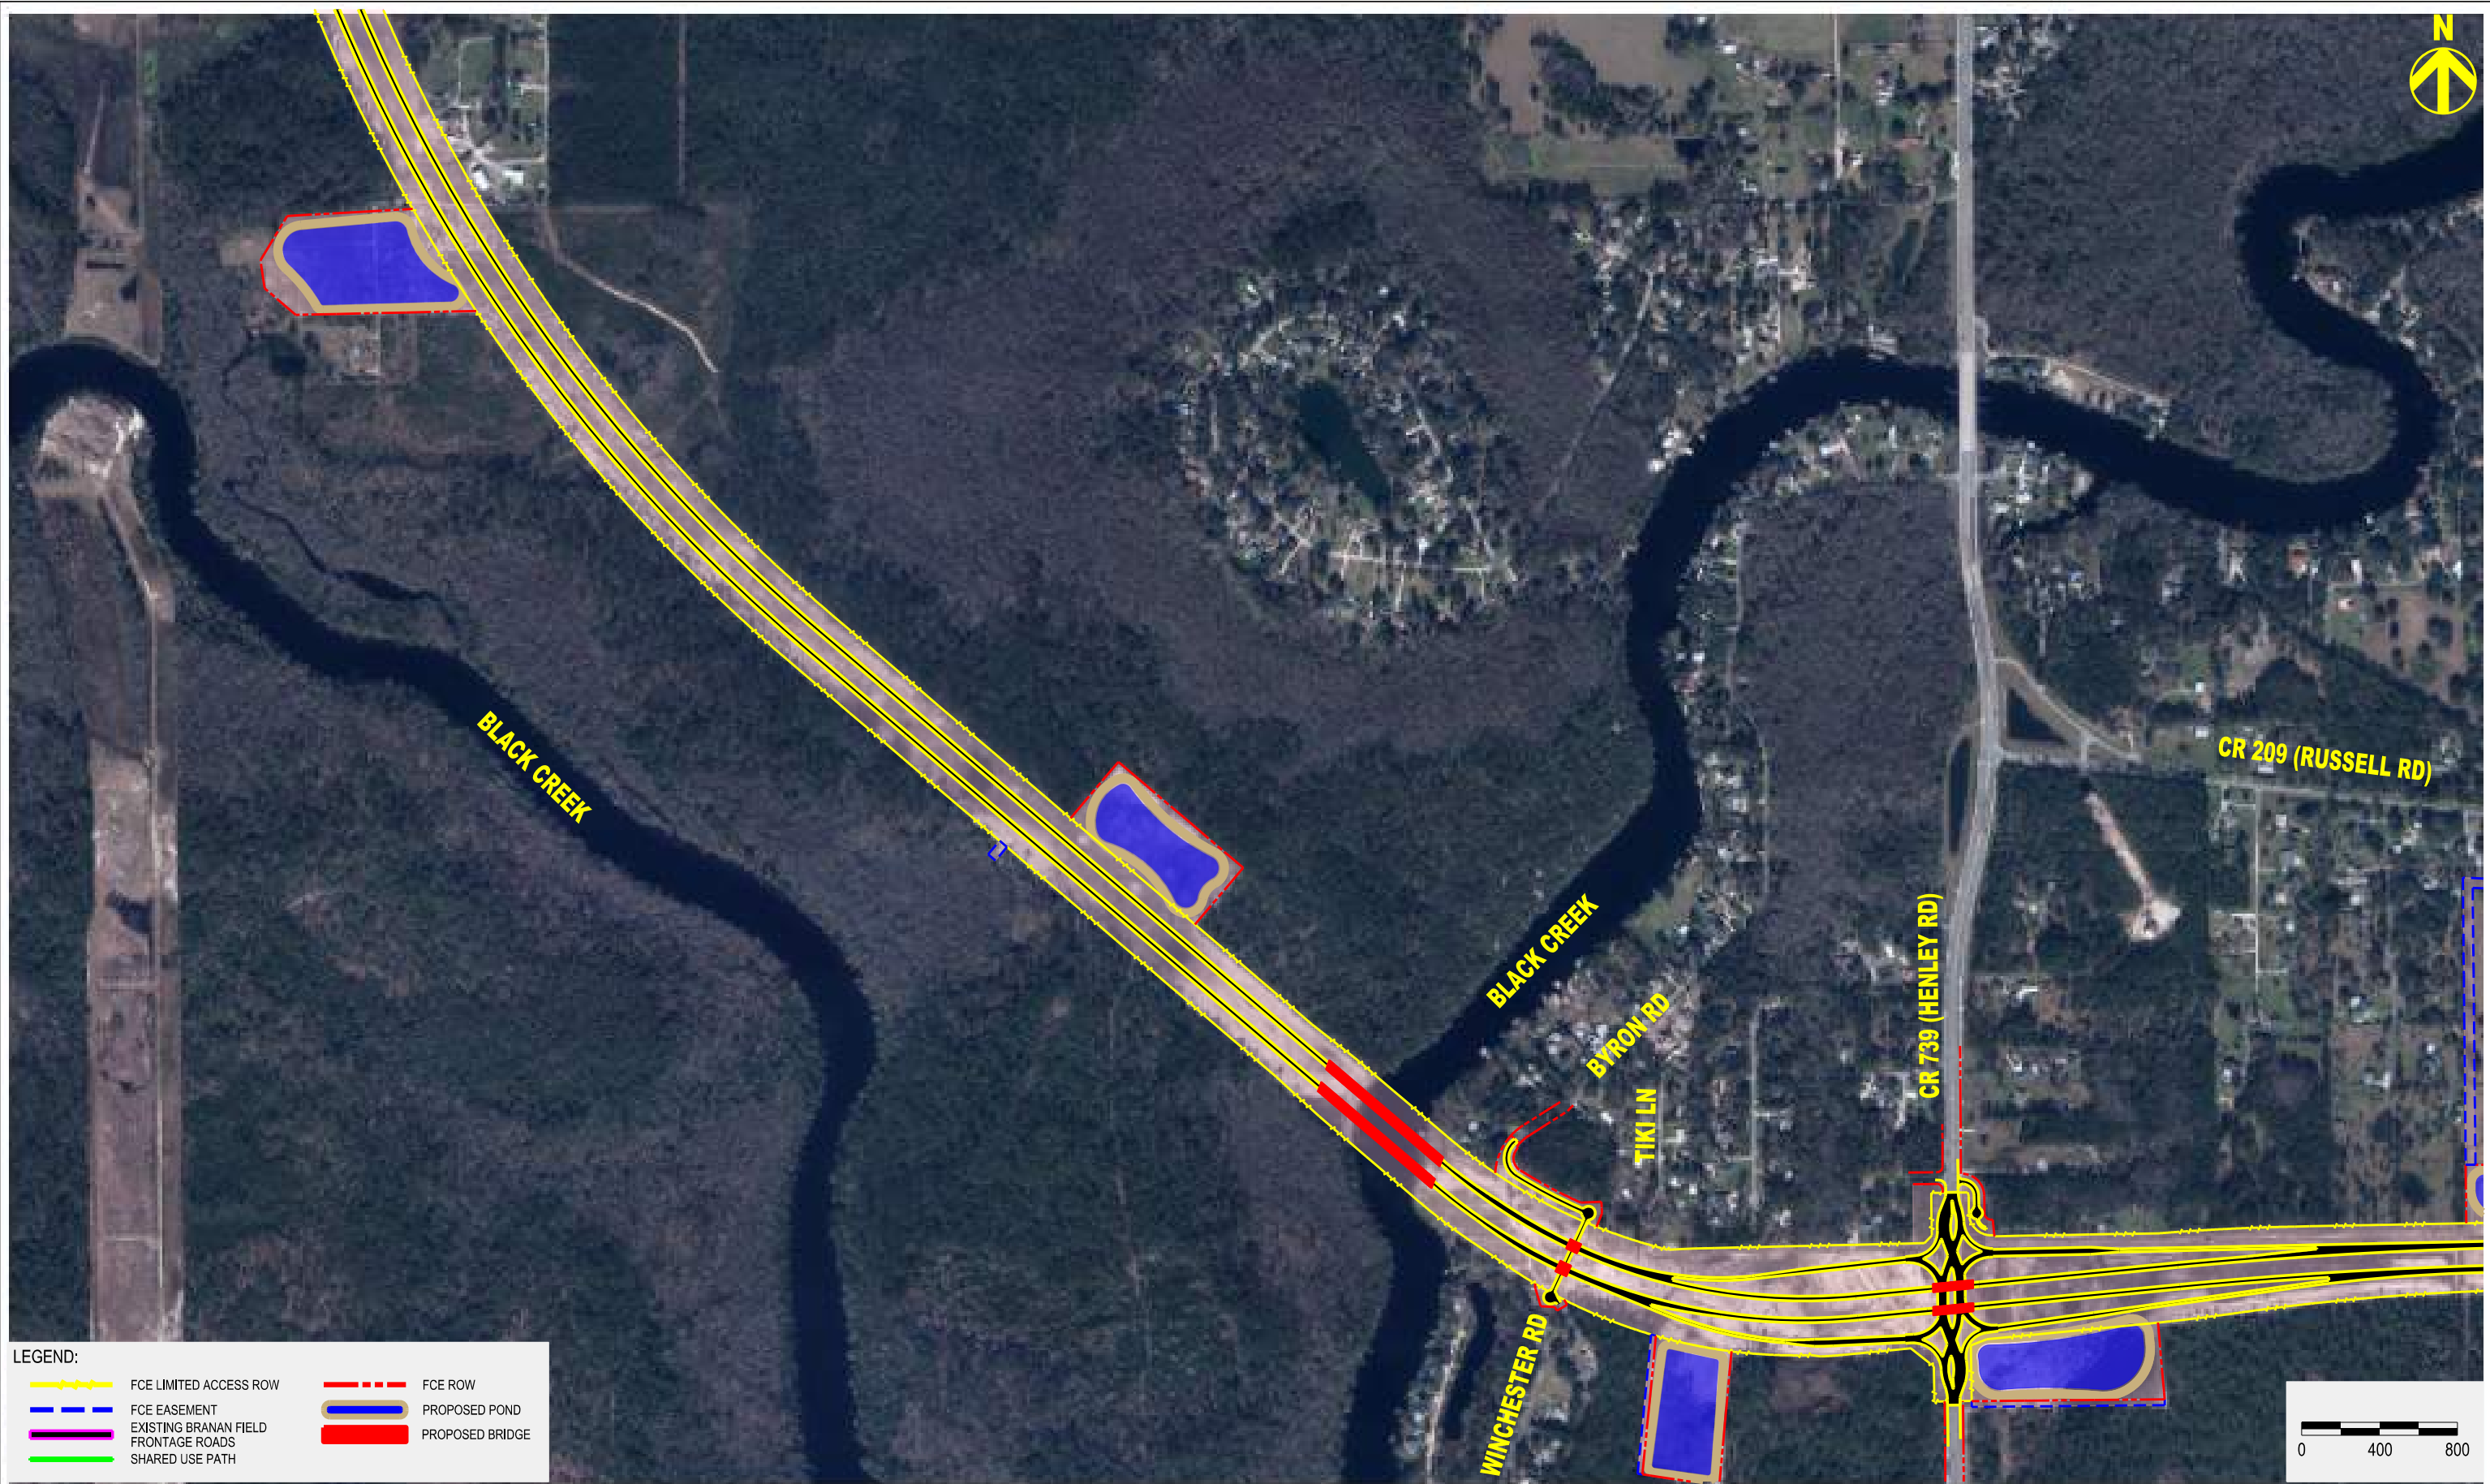 N
BLACK CREEK
CR 209 (RUSSELL RD)
BLACK CREEK
BYRON RD
TIKI LN
CR 739 (HENLEY RD)
WINCHESTER RD
LEGEND:
FCE LIMITED ACCESS ROW
FCE EASEMENT
EXISTING BRANAN FIELD
FRONTAGE ROADS
SHARED USE PATH
FCE ROW
PROPOSED POND
PROPOSED BRIDGE
0 400 800